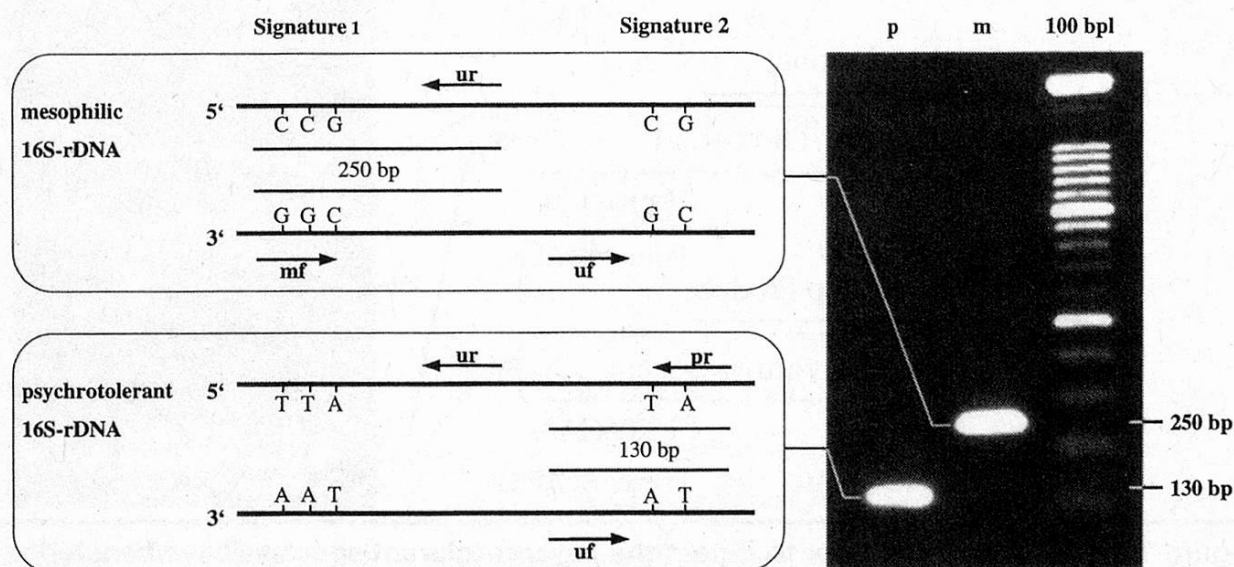 Signature 1 Signature 2 p m 100 bpl
ur
mesophilic 5‘
C C G C G
16S-rDNA
250 bp
G G C G C
3‘
mf uf
ur pr
psychrotolerant 5‘
T T A T A
16S-rDNA
130 bp
A A T A T
3‘
uf
250 bp
130 bp